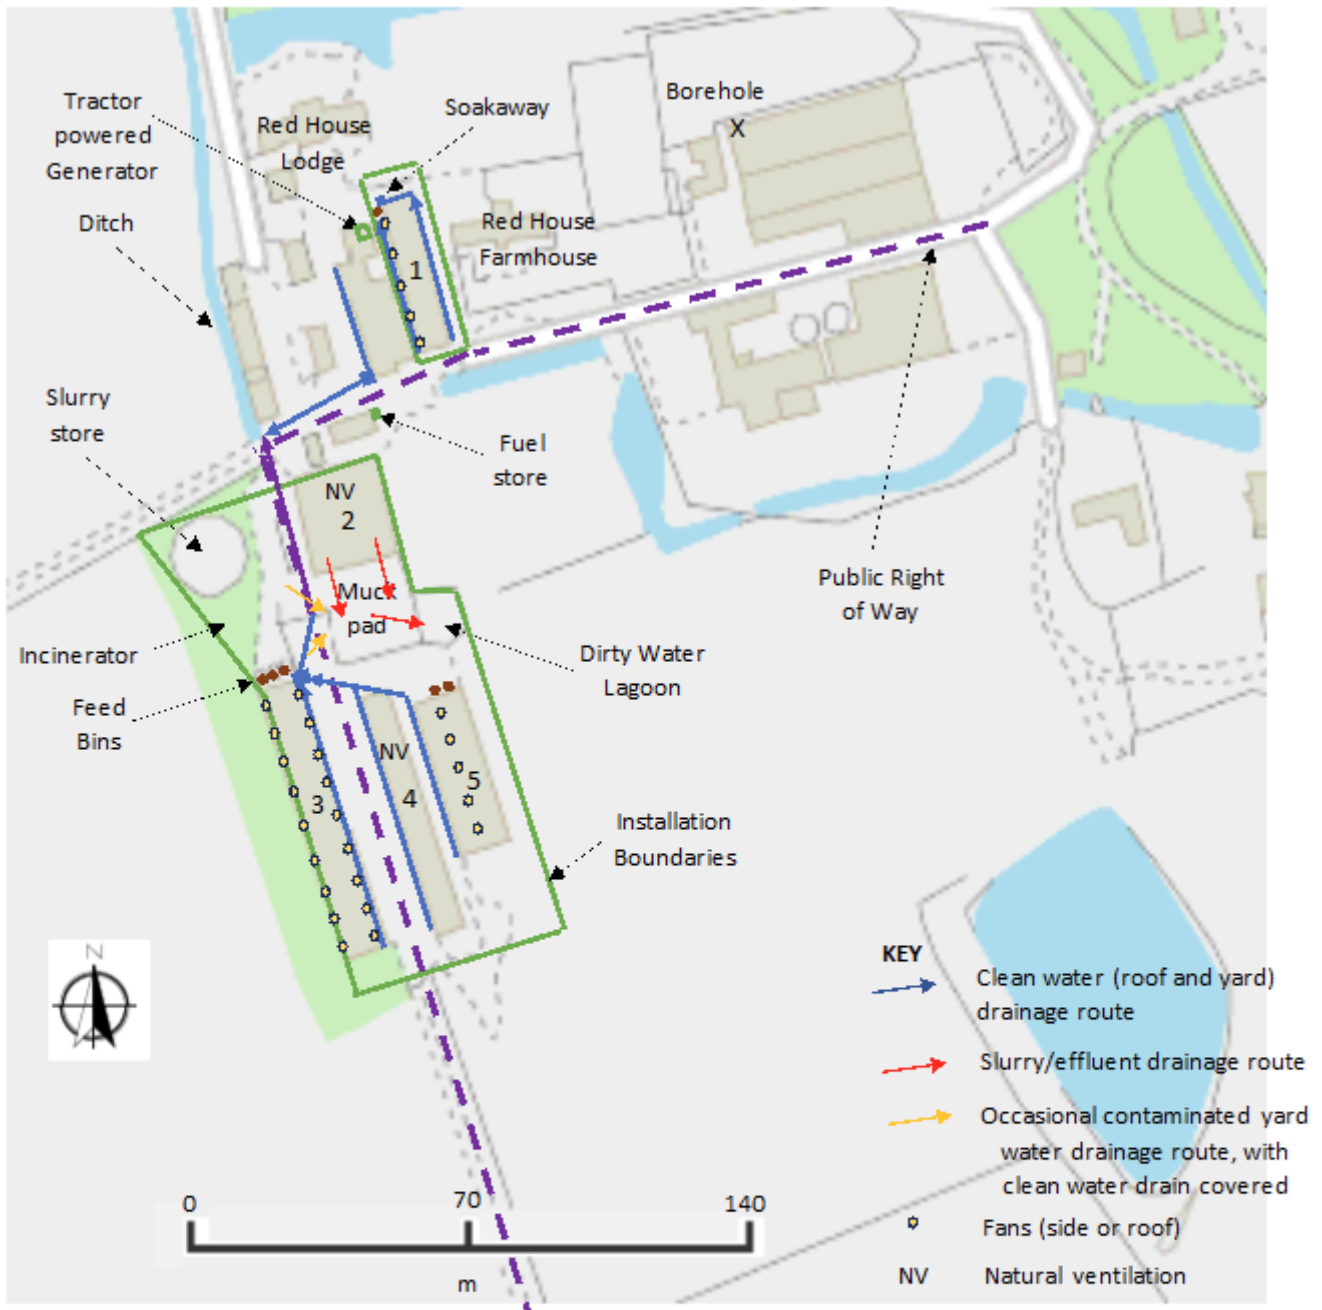 Tractor
powered
Generator
Ditch
Red House
Lodge
Soakaway
Borehole
X
Red House
Farmhouse
1
Slurry
store
Fuel
store
NV
2
Muck
pad
Public Right
of Way
Incinerator
Feed
Bins
Dirty Water
Lagoon
NV
3
4
5
Installation
Boundaries
N
KEY
Clean water (roof and yard)
drainage route
Slurry/effluent drainage route
Occasional contaminated yard
water drainage route, with
clean water drain covered
Fans (side or roof)
NV Natural ventilation
0 70 140
m